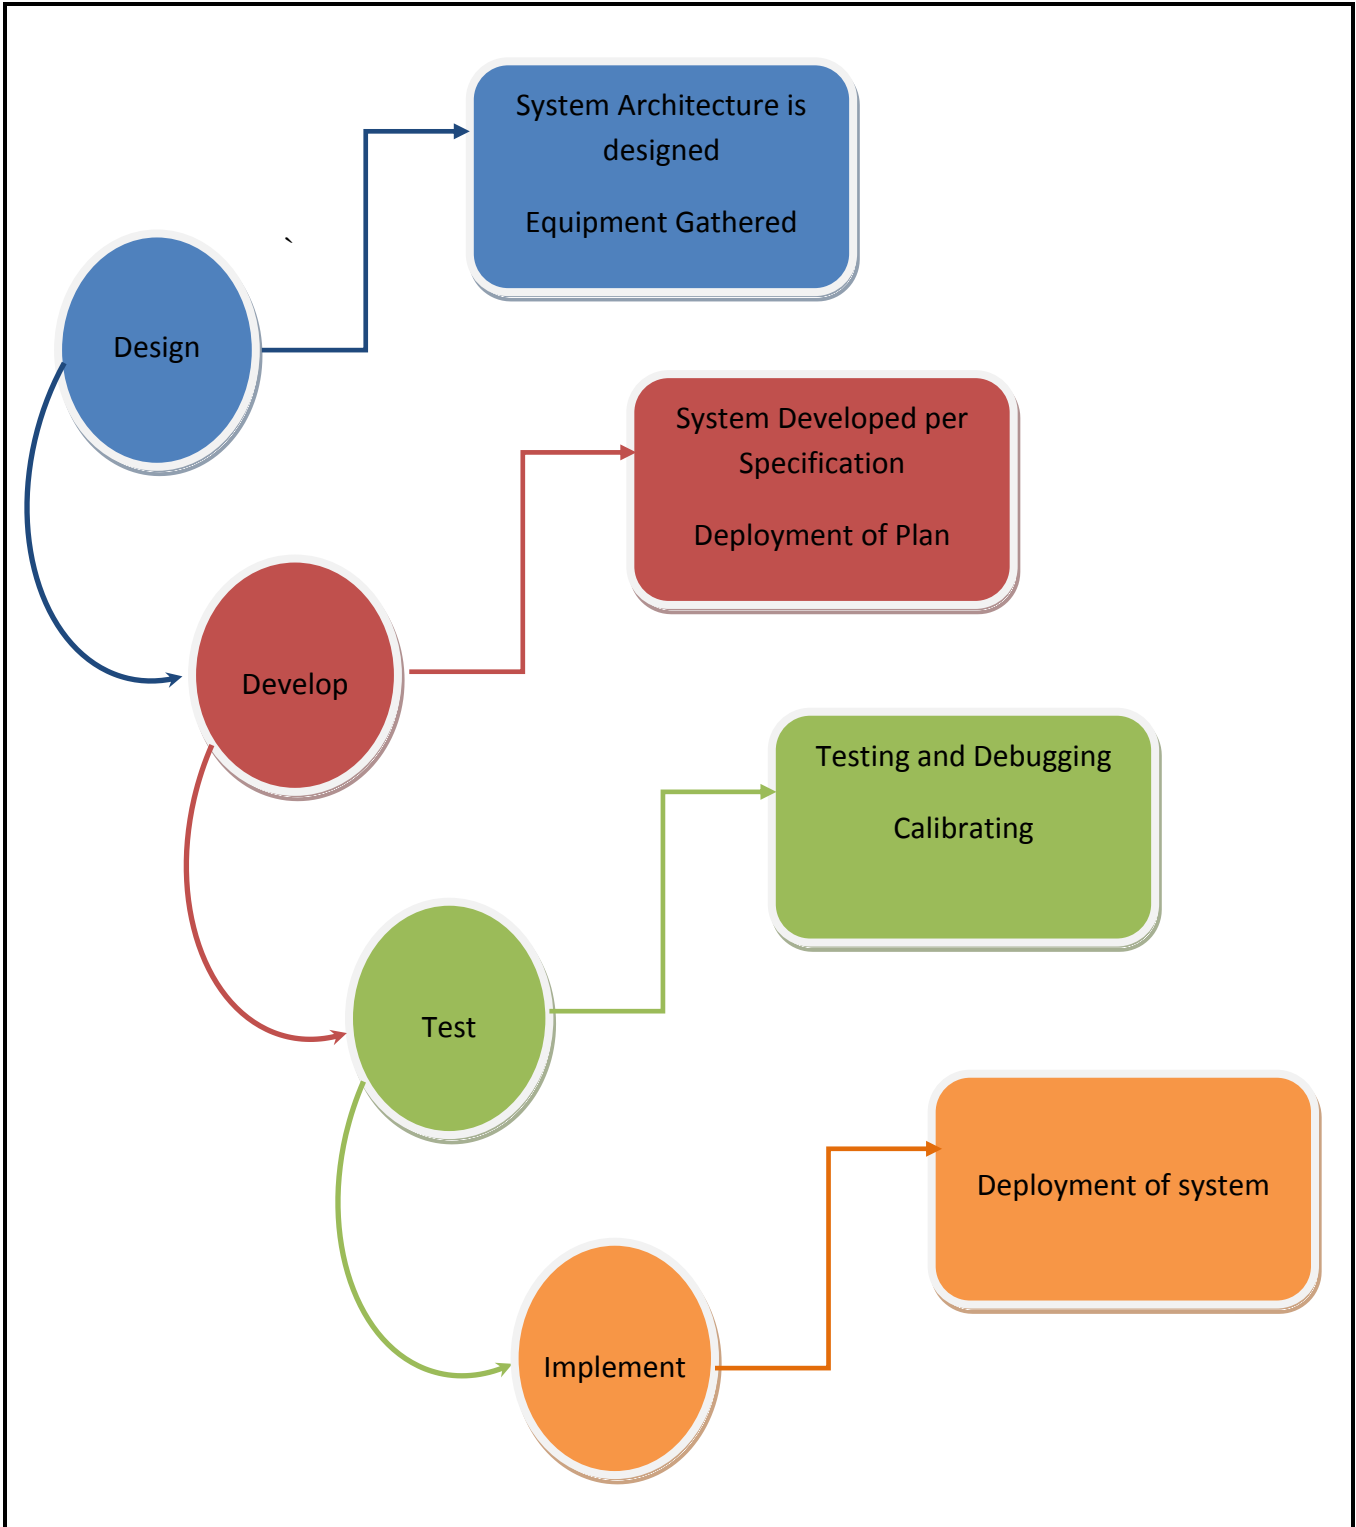 System Architecture is
designed
Equipment Gathered
`
Design
System Developed per
Specification
Deployment of Plan
Develop
Testing and Debugging
Calibrating
Test
Deployment of system
Implement